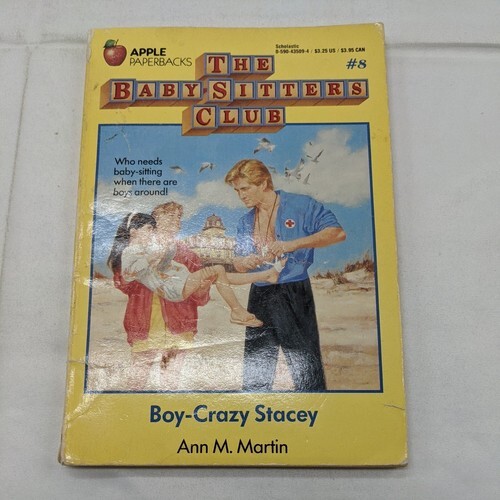 APPLE
PAPERBACKS
Scholastic
0-590-43509-4 / $3.25 US / $3.95 CAN
THE
BABY-SITTERS
CLUB
#8
Who needs
baby-sitting
when there are
boys around!
Boy-Crazy Stacey
Ann M. Martin